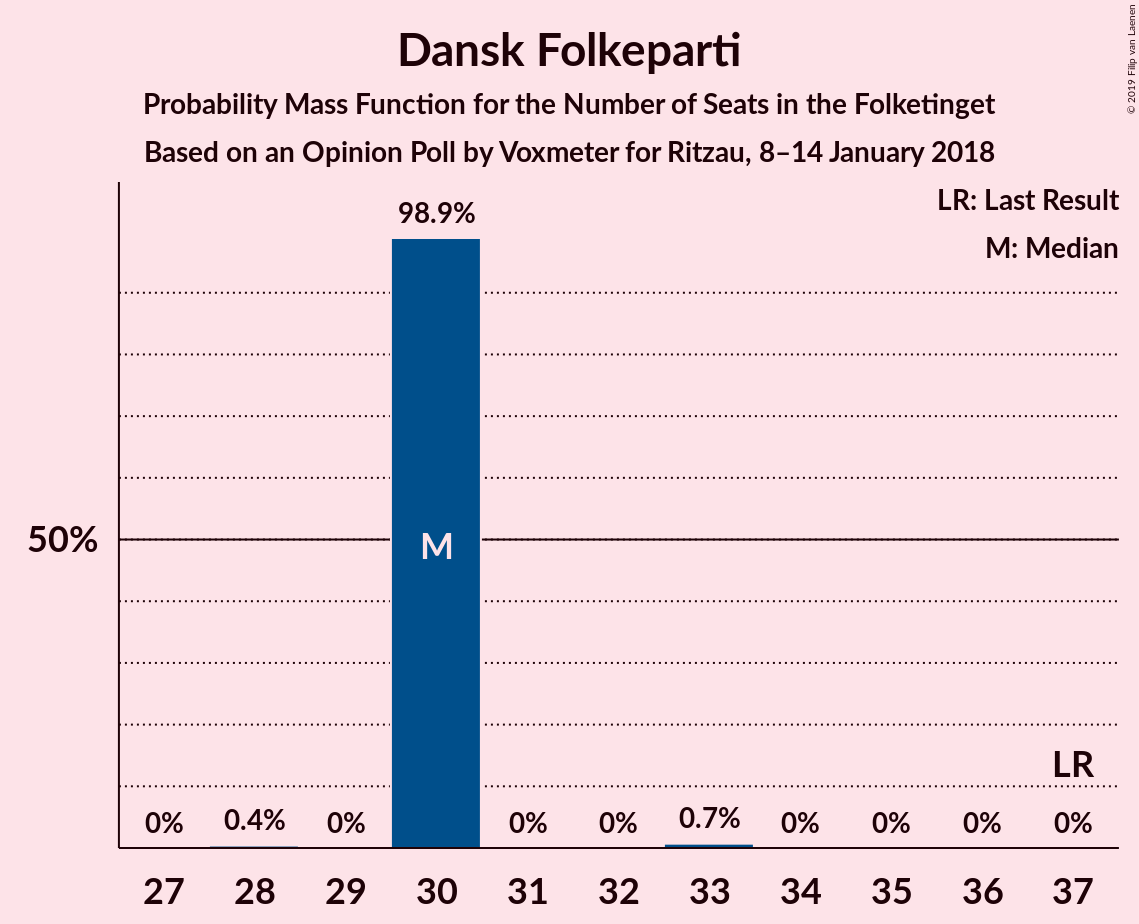 Dansk Folkeparti
Probability Mass Function for the Number of Seats in the Folketinget
Based on an Opinion Poll by Voxmeter for Ritzau, 8–14 January 2018
© 2019 Filip van Laenen
LR: Last Result
M: Median
98.9%
50%
M
LR
0% 0.4% 0% 0% 0% 0.7% 0% 0% 0% 0%
27 28 29 30 31 32 33 34 35 36 37